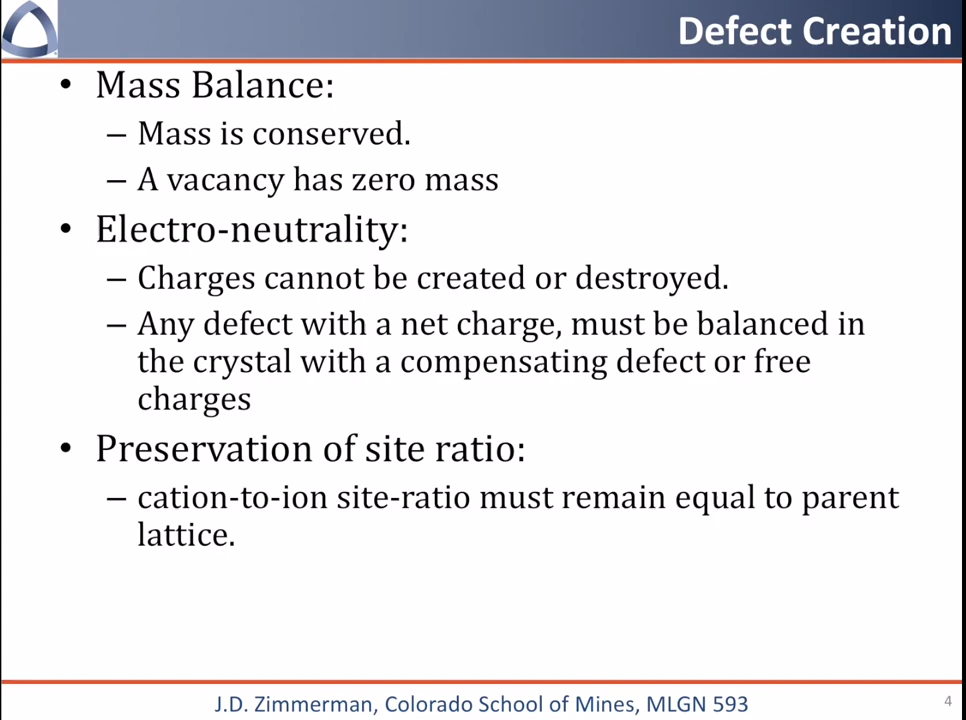 Defect Creation
• Mass Balance:
– Mass is conserved.
– A vacancy has zero mass
• Electro-neutrality:
– Charges cannot be created or destroyed.
– Any defect with a net charge, must be balanced in
the crystal with a compensating defect or free
charges
• Preservation of site ratio:
– cation-to-ion site-ratio must remain equal to parent
lattice.
J.D. Zimmerman, Colorado School of Mines, MLGN 593
4